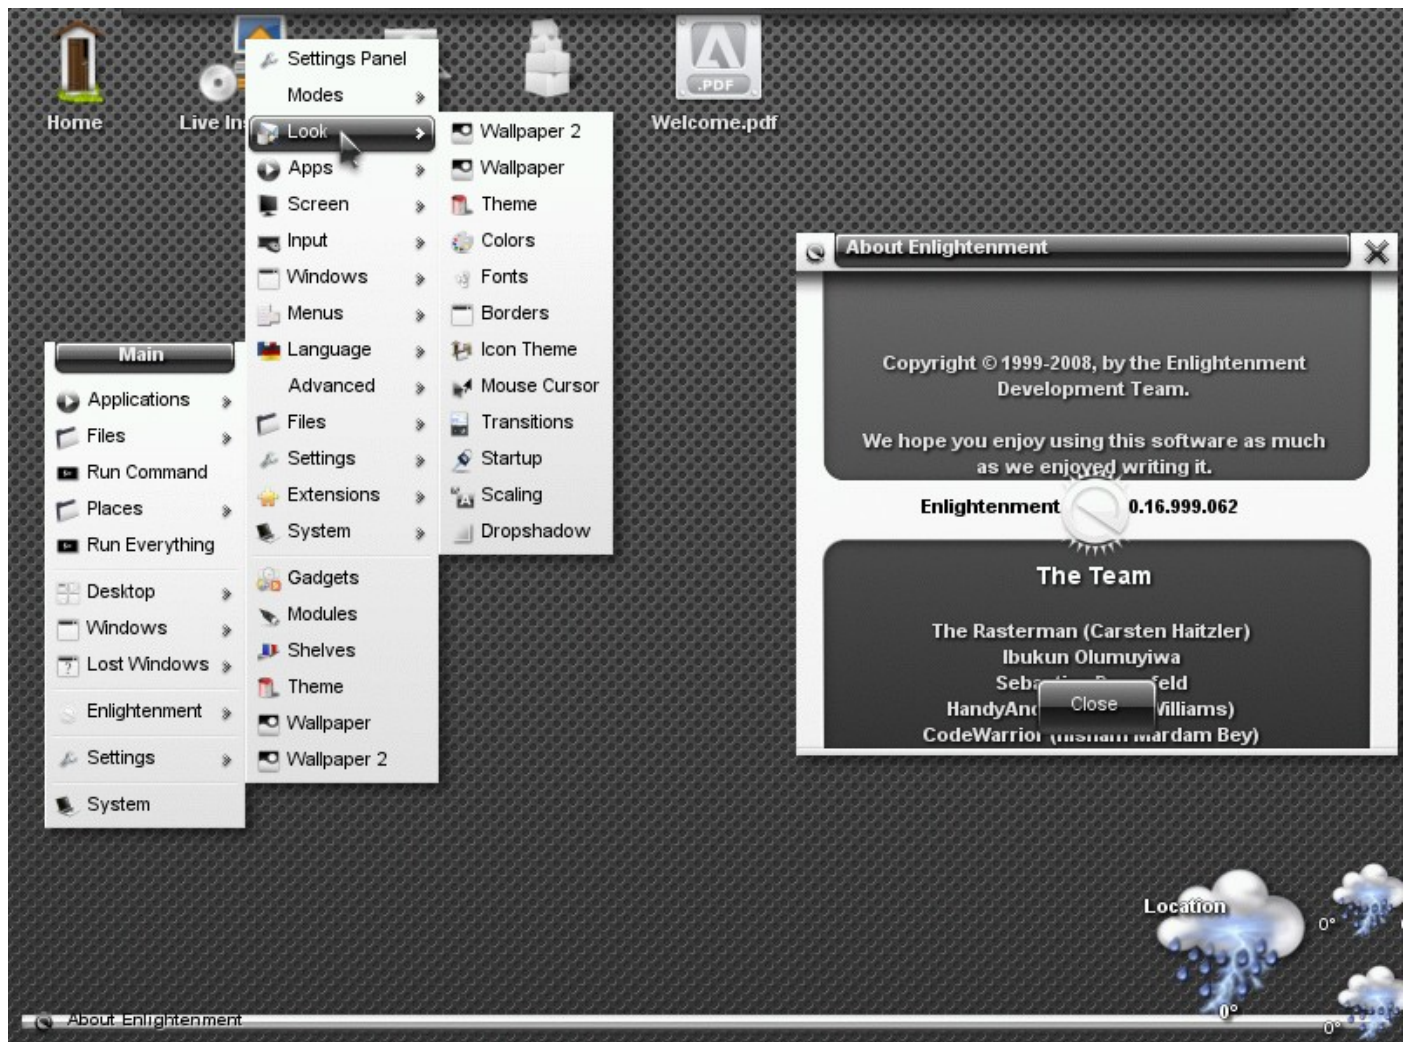 Home
Live In
.PDF
Welcome.pdf
Settings Panel
Modes
Look
Apps
Screen
Input
Windows
Menus
Language
Advanced
Files
Settings
Extensions
System
Gadgets
Modules
Shelves
Theme
Wallpaper
Wallpaper 2
Wallpaper 2
Wallpaper
Theme
Colors
Fonts
Borders
Icon Theme
Mouse Cursor
Transitions
Startup
Scaling
Dropshadow
Main
Applications
Files
Run Command
Places
Run Everything
Desktop
Windows
Lost Windows
Enlightenment
Settings
System
About Enlightenment
Copyright © 1999-2008, by the Enlightenment
Development Team.
We hope you enjoy using this software as much
as we enjoyed writing it.
Enlightenment 0.16.999.062
The Team
The Rasterman (Carsten Haitzler)
Ibukun Olumuyiwa
Close
CodeWarrior (Hisham Mardam Bey)
Location
0°
0°
0°
About Enlightenment